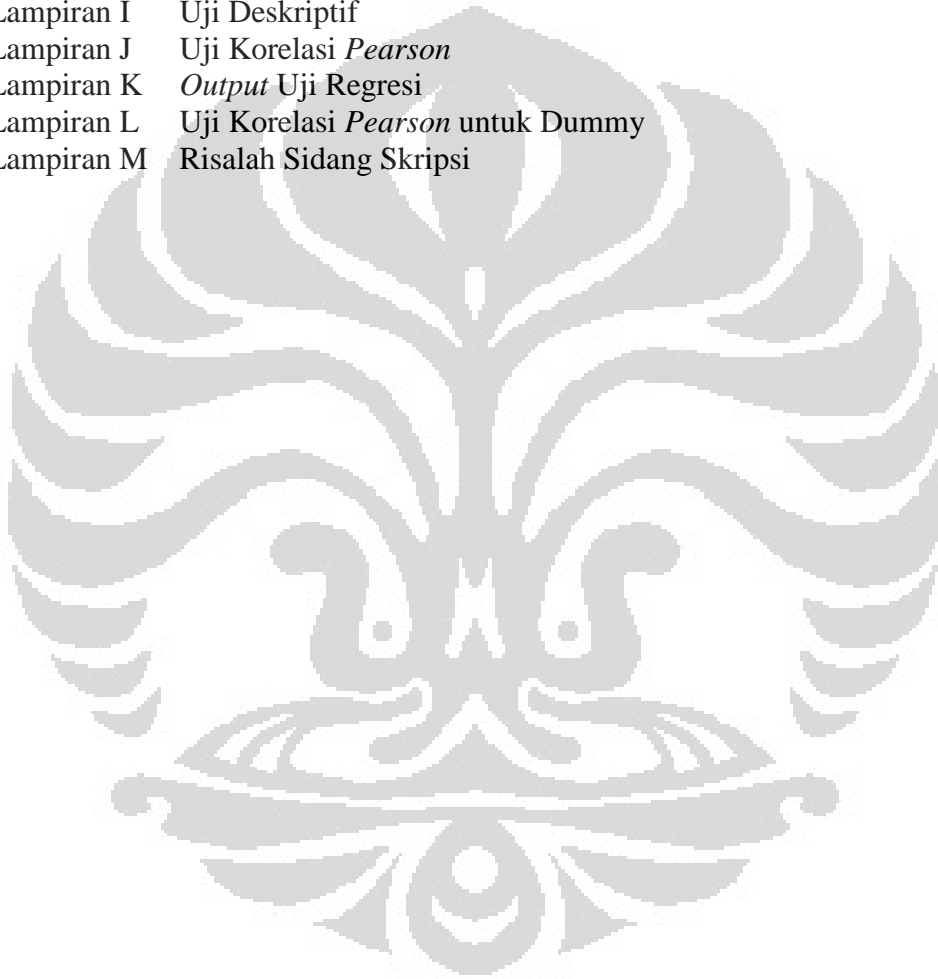 Lampiran I Uji Deskriptif
Lampiran J Uji Korelasi Pearson
Lampiran K Output Uji Regresi
Lampiran L Uji Korelasi Pearson untuk Dummy
Lampiran M Risalah Sidang Skripsi